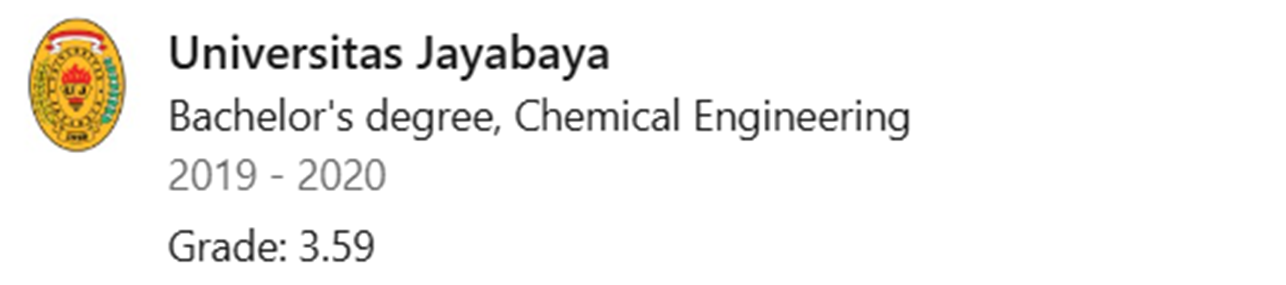 Universitas Jayabaya
Bachelor's degree, Chemical Engineering
2019 - 2020
Grade: 3.59